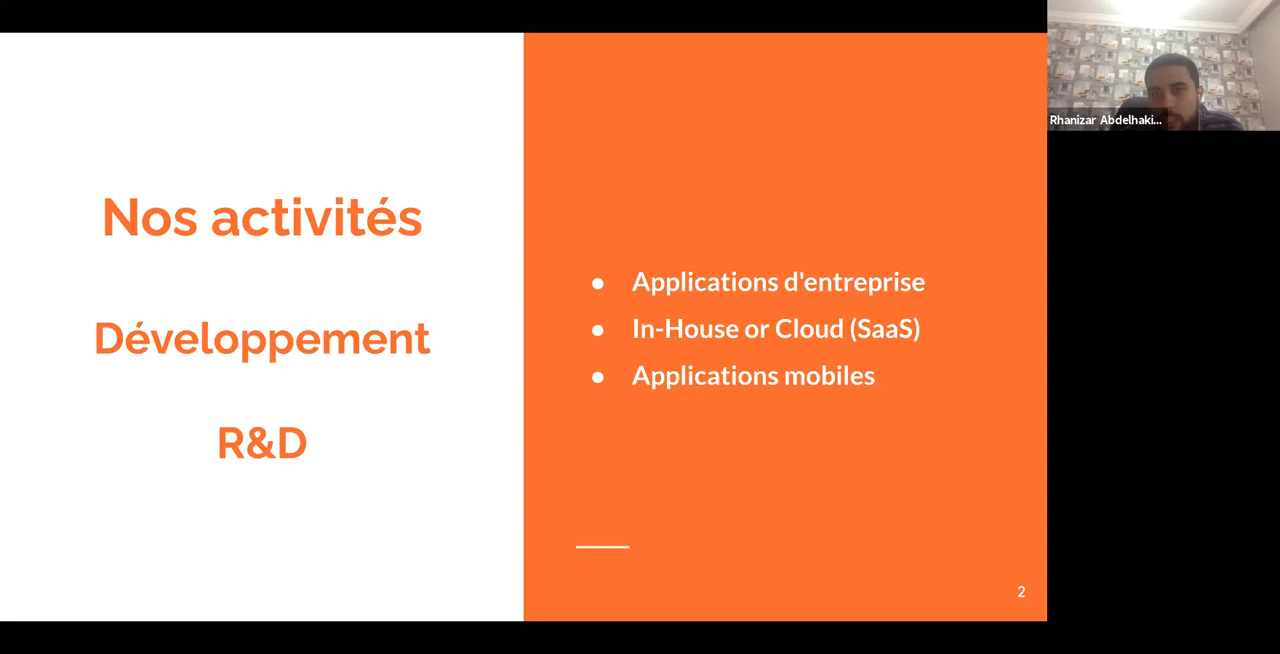 Nos activités
Développement
R&D
● Applications d'entreprise
● In-House or Cloud (SaaS)
● Applications mobiles
2
Rhanizar Abdelhaki...